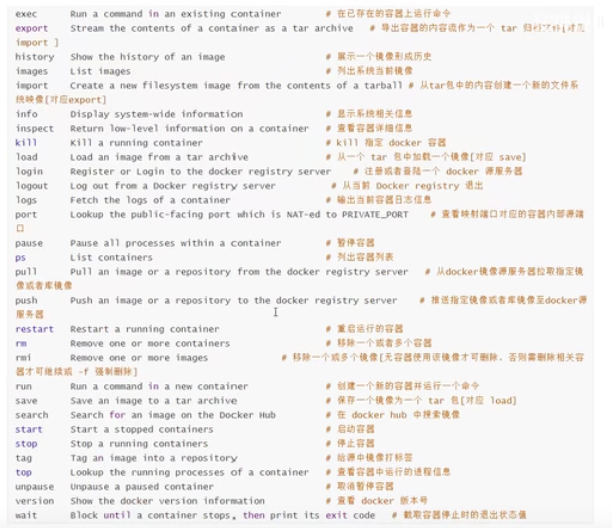 exec Run a command in an existing container # 在已存在的容器上运行命令
export Stream the contents of a container as a tar archive # 导出容器的内容流作为一个 tar 归档文件[对应
import ]
history Show the history of an image # 展示一个镜像形成历史
images List images # 列出系统当前镜像
import Create a new filesystem image from the contents of a tarball # 从tar包中的内容创建一个新的文件系
统映像[对应export]
info Display system-wide information # 显示系统相关信息
inspect Return low-level information on a container # 查看容器详细信息
kill Kill a running container # kill 指定 docker 容器
load Load an image from a tar archive # 从一个 tar 包中加载一个镜像[对应 save]
login Register or Login to the docker registry server # 注册或者登陆一个 docker 源服务器
logout Log out from a Docker registry server # 从当前 Docker registry 退出
logs Fetch the logs of a container # 输出当前容器日志信息
port Lookup the public-facing port which is NAT-ed to PRIVATE_PORT # 查看映射端口对应的容器内部源端
口
pause Pause all processes within a container # 暂停容器
ps List containers # 列出容器列表
pull Pull an image or a repository from the docker registry server # 从docker镜像源服务器拉取指定镜
像或者库镜像
push Push an image or a repository to the docker registry server # 推送指定镜像或者库镜像至docker源
服务器
restart Restart a running container # 重启运行的容器
rm Remove one or more containers # 移除一个或者多个容器
rmi Remove one or more images # 移除一个或多个镜像[无容器使用该镜像才可删除，否则需删除相关容
器才可继续或 -f 强制删除]
run Run a command in a new container # 创建一个新的容器并运行一个命令
save Save an image to a tar archive # 保存一个镜像为一个 tar 包[对应 load]
search Search for an image on the Docker Hub # 在 docker hub 中搜索镜像
start Start a stopped containers # 启动容器
stop Stop a running containers # 停止容器
tag Tag an image into a repository # 给源中镜像打标签
top Lookup the running processes of a container # 查看容器中运行的进程信息
unpause Unpause a paused container # 取消暂停容器
version Show the docker version information # 查看 docker 版本号
wait Block until a container stops, then print its exit code # 截取容器停止时的退出状态值